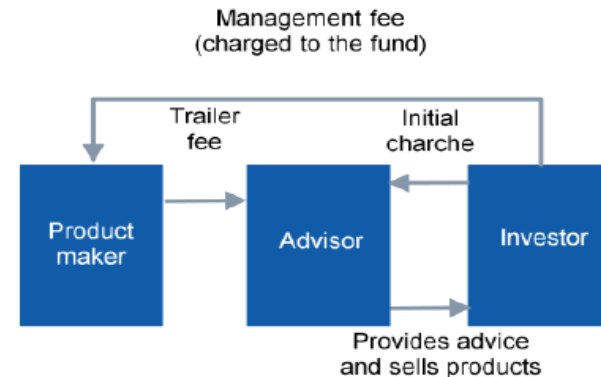 Management fee
(charged to the fund)
Trailer
fee
Initial
charche
Product
maker
Advisor
Investor
Provides advice
and sells products